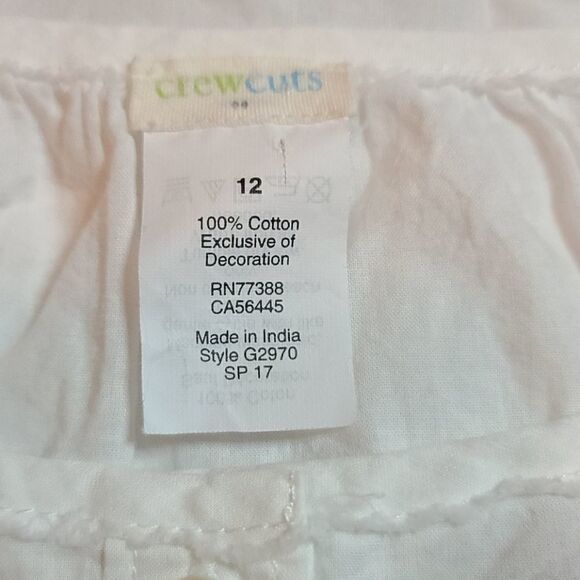 crewcuts
12
100% Cotton
Exclusive of
Decoration
RN77388
CA56445
Made in India
Style G2970
SP 17